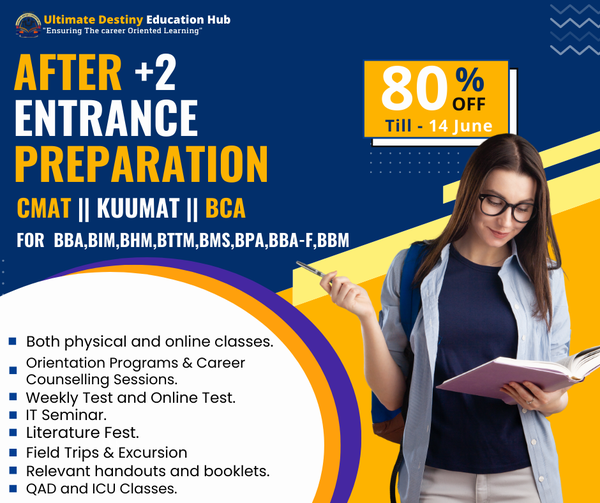 Ultimate Destiny Education Hub
"Ensuring The career Oriented Learning"
AFTER +2
ENTRANCE
PREPARATION
80%
OFF
Till - 14 June
CMAT || KUUMAT || BCA
FOR BBA,BIM,BHM,BTTM,BMS,BPA,BBA-F,BBM
Both physical and online classes.
Orientation Programs & Career
Counselling Sessions.
Weekly Test and Online Test.
IT Seminar.
Literature Fest.
Field Trips & Excursion
Relevant handouts and booklets.
QAD and ICU Classes.